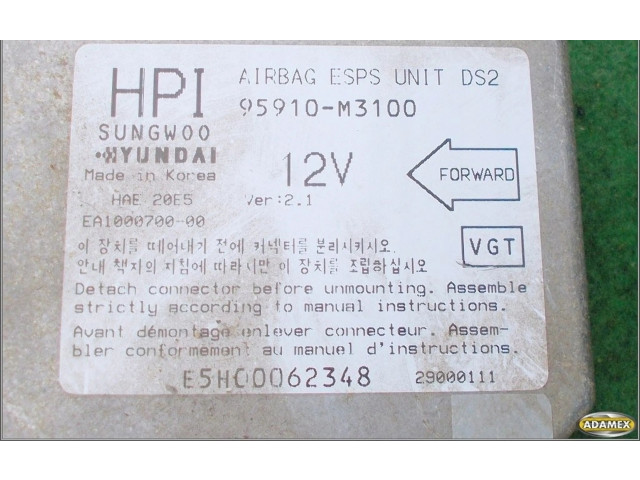 HPI
AIRBAG ESPS UNIT DS2
95910-M3100
SUNGWOO
HYUNDAI
Made in Korea
12V
FORWARD
HAE 20E5
Ver:2.1
EA1000700-00
VGT
이 장치를 떼어내기 전에 커넥터를 분리시키시오.
안내 책자의 지침에 따라서만 이 장치를 조립하십시오
Detach connector before unmounting. Assemble
strictly according to manual instructions.
Avant démontage enlever connecteur. Assem-
bler conformement au manuel d'instructions.
E5HC0062348
29000111
ADAMEX